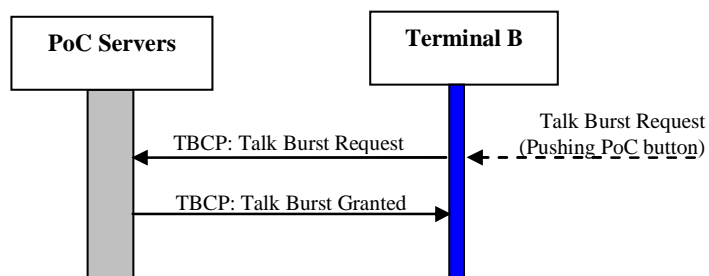 PoC Servers
Terminal B
Talk Burst Request
(Pushing PoC button)
TBCP: Talk Burst Request
TBCP: Talk Burst Granted